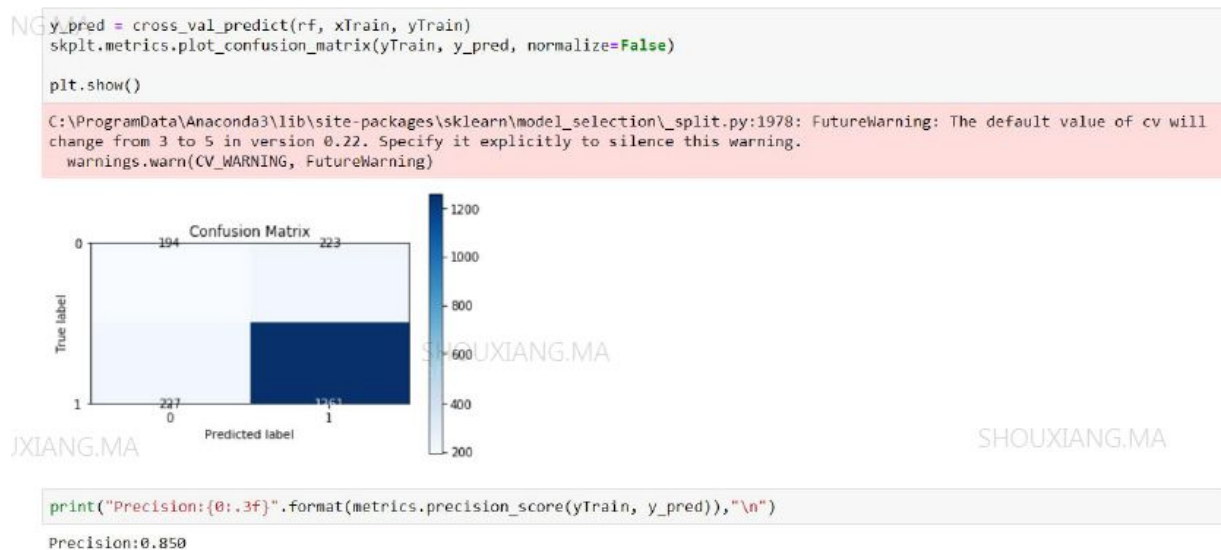 y_pred = cross_val_predict(rf, xTrain, yTrain)
skplt.metrics.plot_confusion_matrix(yTrain, y_pred, normalize=False)
plt.show()
C:\ProgramData\Anaconda3\lib\site-packages\sklearn\model_selection\_split.py:1978: FutureWarning: The default value of cv will
change from 3 to 5 in version 0.22. Specify it explicitly to silence this warning.
warnings.warn(CV_WARNING, FutureWarning)
Confusion Matrix
0 194 223
True label
1 227 1261
0 1
Predicted label
1200
1000
800
600
400
200
NG.MA
SHOUXIANG.MA
JXIANG.MA
SHOUXIANG.MA
print("Precision:{0:.3f}".format(metrics.precision_score(yTrain, y_pred)),"\n")
Precision:0.850